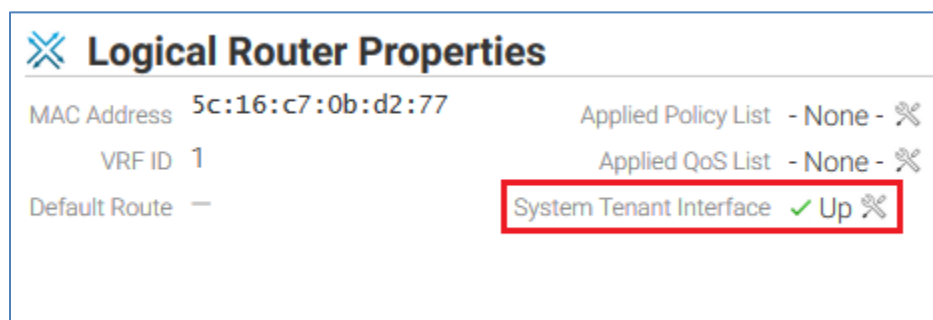 Logical Router Properties
MAC Address 5c:16:c7:0b:d2:77 Applied Policy List - None -
VRF ID 1 Applied QoS List - None -
Default Route — System Tenant Interface Up